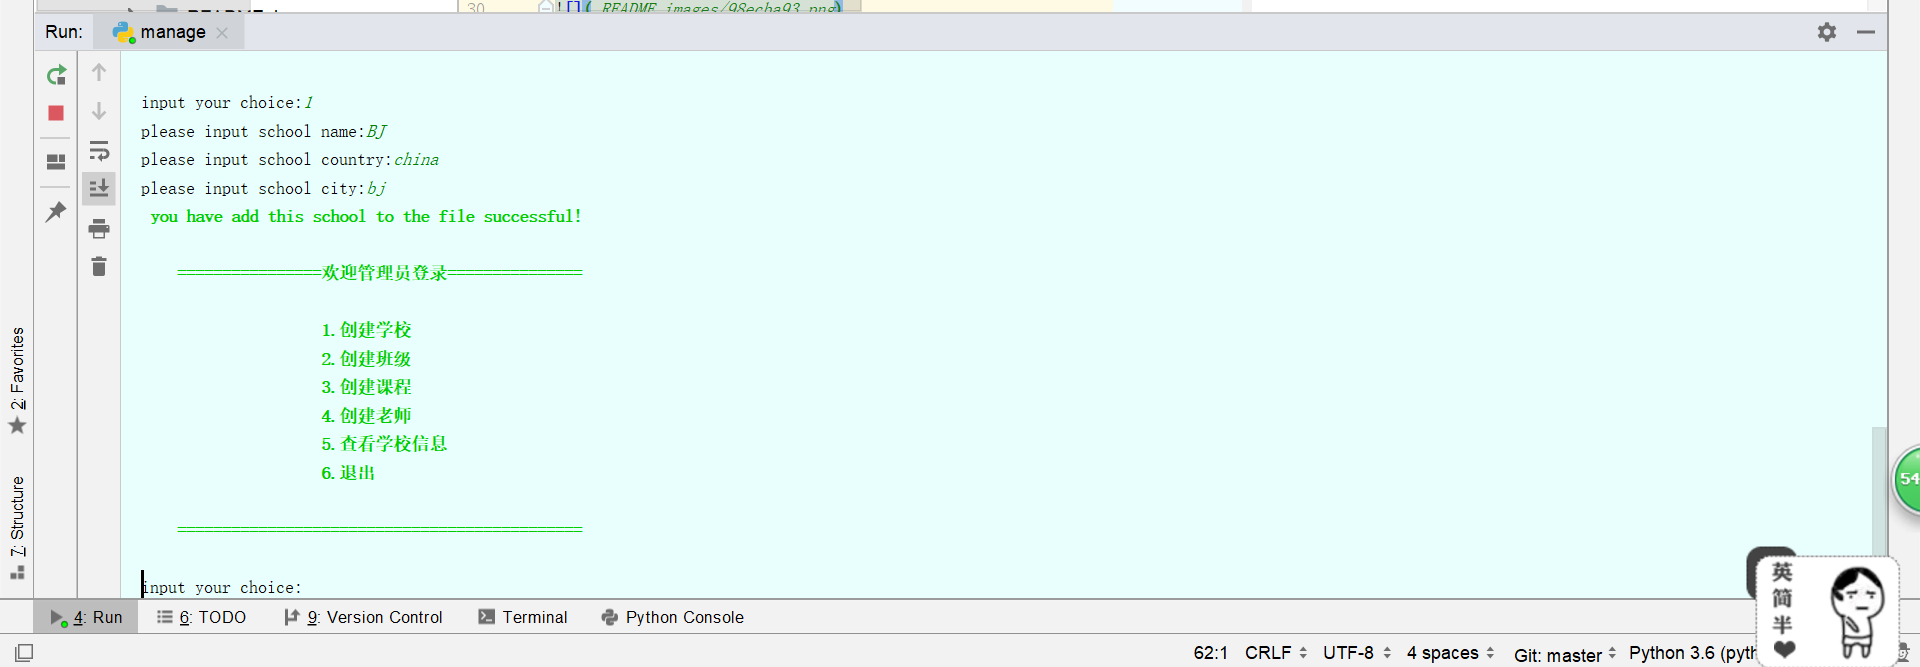 30 ![](_README_images/98ecba93.png)
Run: manage
input your choice:1
please input school name:BJ
please input school country:china
please input school city:bj
you have add this school to the file successful!
================欢迎管理员登录===============
1.创建学校
2.创建班级
3.创建课程
4.创建老师
5.查看学校信息
6.退出
=============================================
input your choice:
2: Favorites
7: Structure
54
英
简
半
4: Run 6: TODO 9: Version Control Terminal Python Console
62:1 CRLF UTF-8 4 spaces Git: master Python 3.6 (pyth